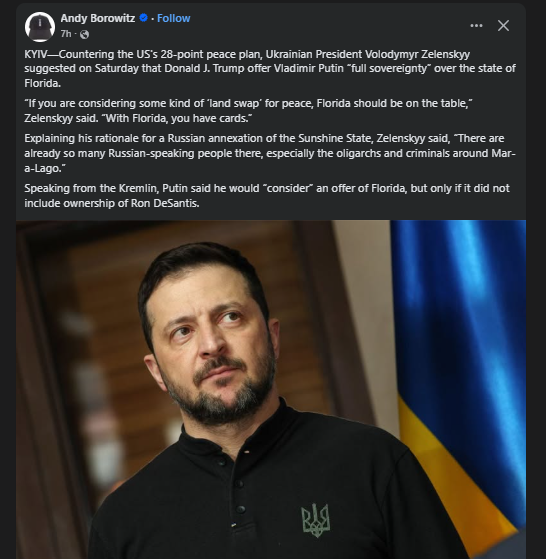 Andy Borowitz · Follow
7h ·
KYIV—Countering the US's 28-point peace plan, Ukrainian President Volodymyr Zelenskyy
suggested on Saturday that Donald J. Trump offer Vladimir Putin “full sovereignty” over the state of
Florida.
“If you are considering some kind of ‘land swap’ for peace, Florida should be on the table,”
Zelenskyy said. “With Florida, you have cards.”
Explaining his rationale for a Russian annexation of the Sunshine State, Zelenskyy said, “There are
already so many Russian-speaking people there, especially the oligarchs and criminals around Mar-
a-Lago.”
Speaking from the Kremlin, Putin said he would “consider” an offer of Florida, but only if it did not
include ownership of Ron DeSantis.